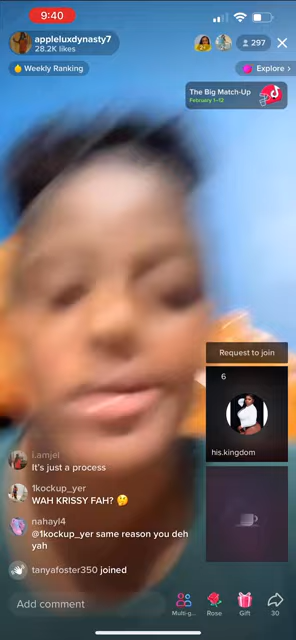 9:40
appleluxdynasty7
28.2K likes
297
Weekly Ranking
Explore >
The Big Match-Up
February 1-12
Request to join
6
his.kingdom
i.amjel
It's just a process
1kockup_yer
WAH KRISSY FAH? 🤔
nahayl4
@1kockup_yer same reason you deh
yah
tanyafoster350 joined
Add comment
Multi-g...
Rose
Gift
30